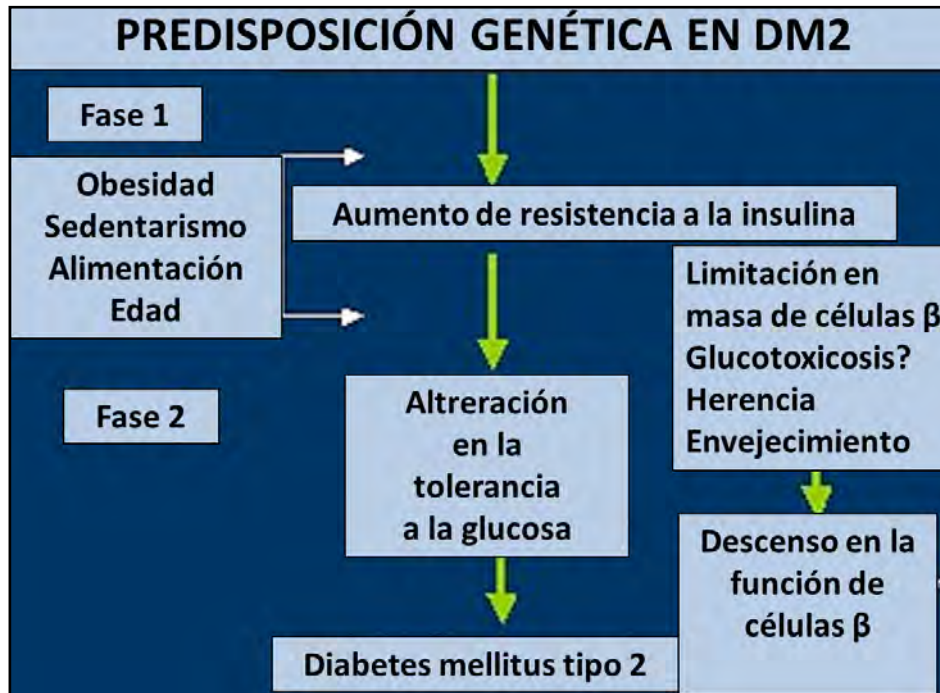 PREDISPOSICIÓN GENÉTICA EN DM2
Fase 1
Obesidad
Sedentarismo
Alimentación
Edad
Aumento de resistencia a la insulina
Limitación en
masa de células β
Glucotoxicosis?
Herencia
Envejecimiento
Fase 2
Altreración
en la
tolerancia
a la glucosa
Descenso en la
función de
células β
Diabetes mellitus tipo 2